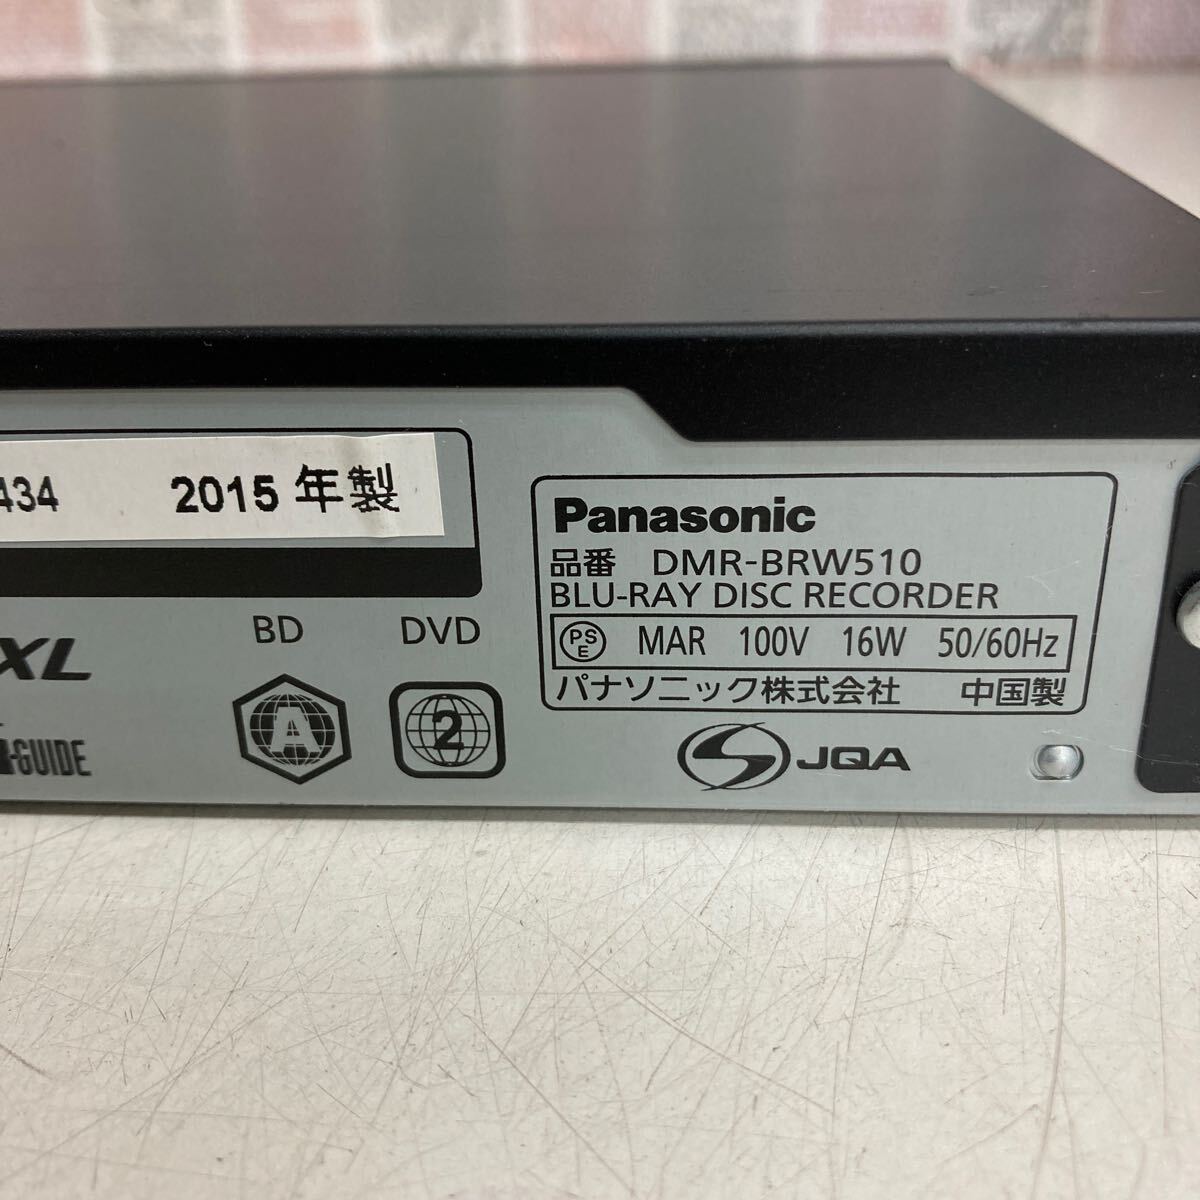 434 2015 年製
Panasonic
品番 DMR-BRW510
BLU-RAY DISC RECORDER
PSE MAR 100V 16W 50/60Hz
パナソニック株式会社 中国製
BD DVD
XL
A 2
-GUIDE
JQA